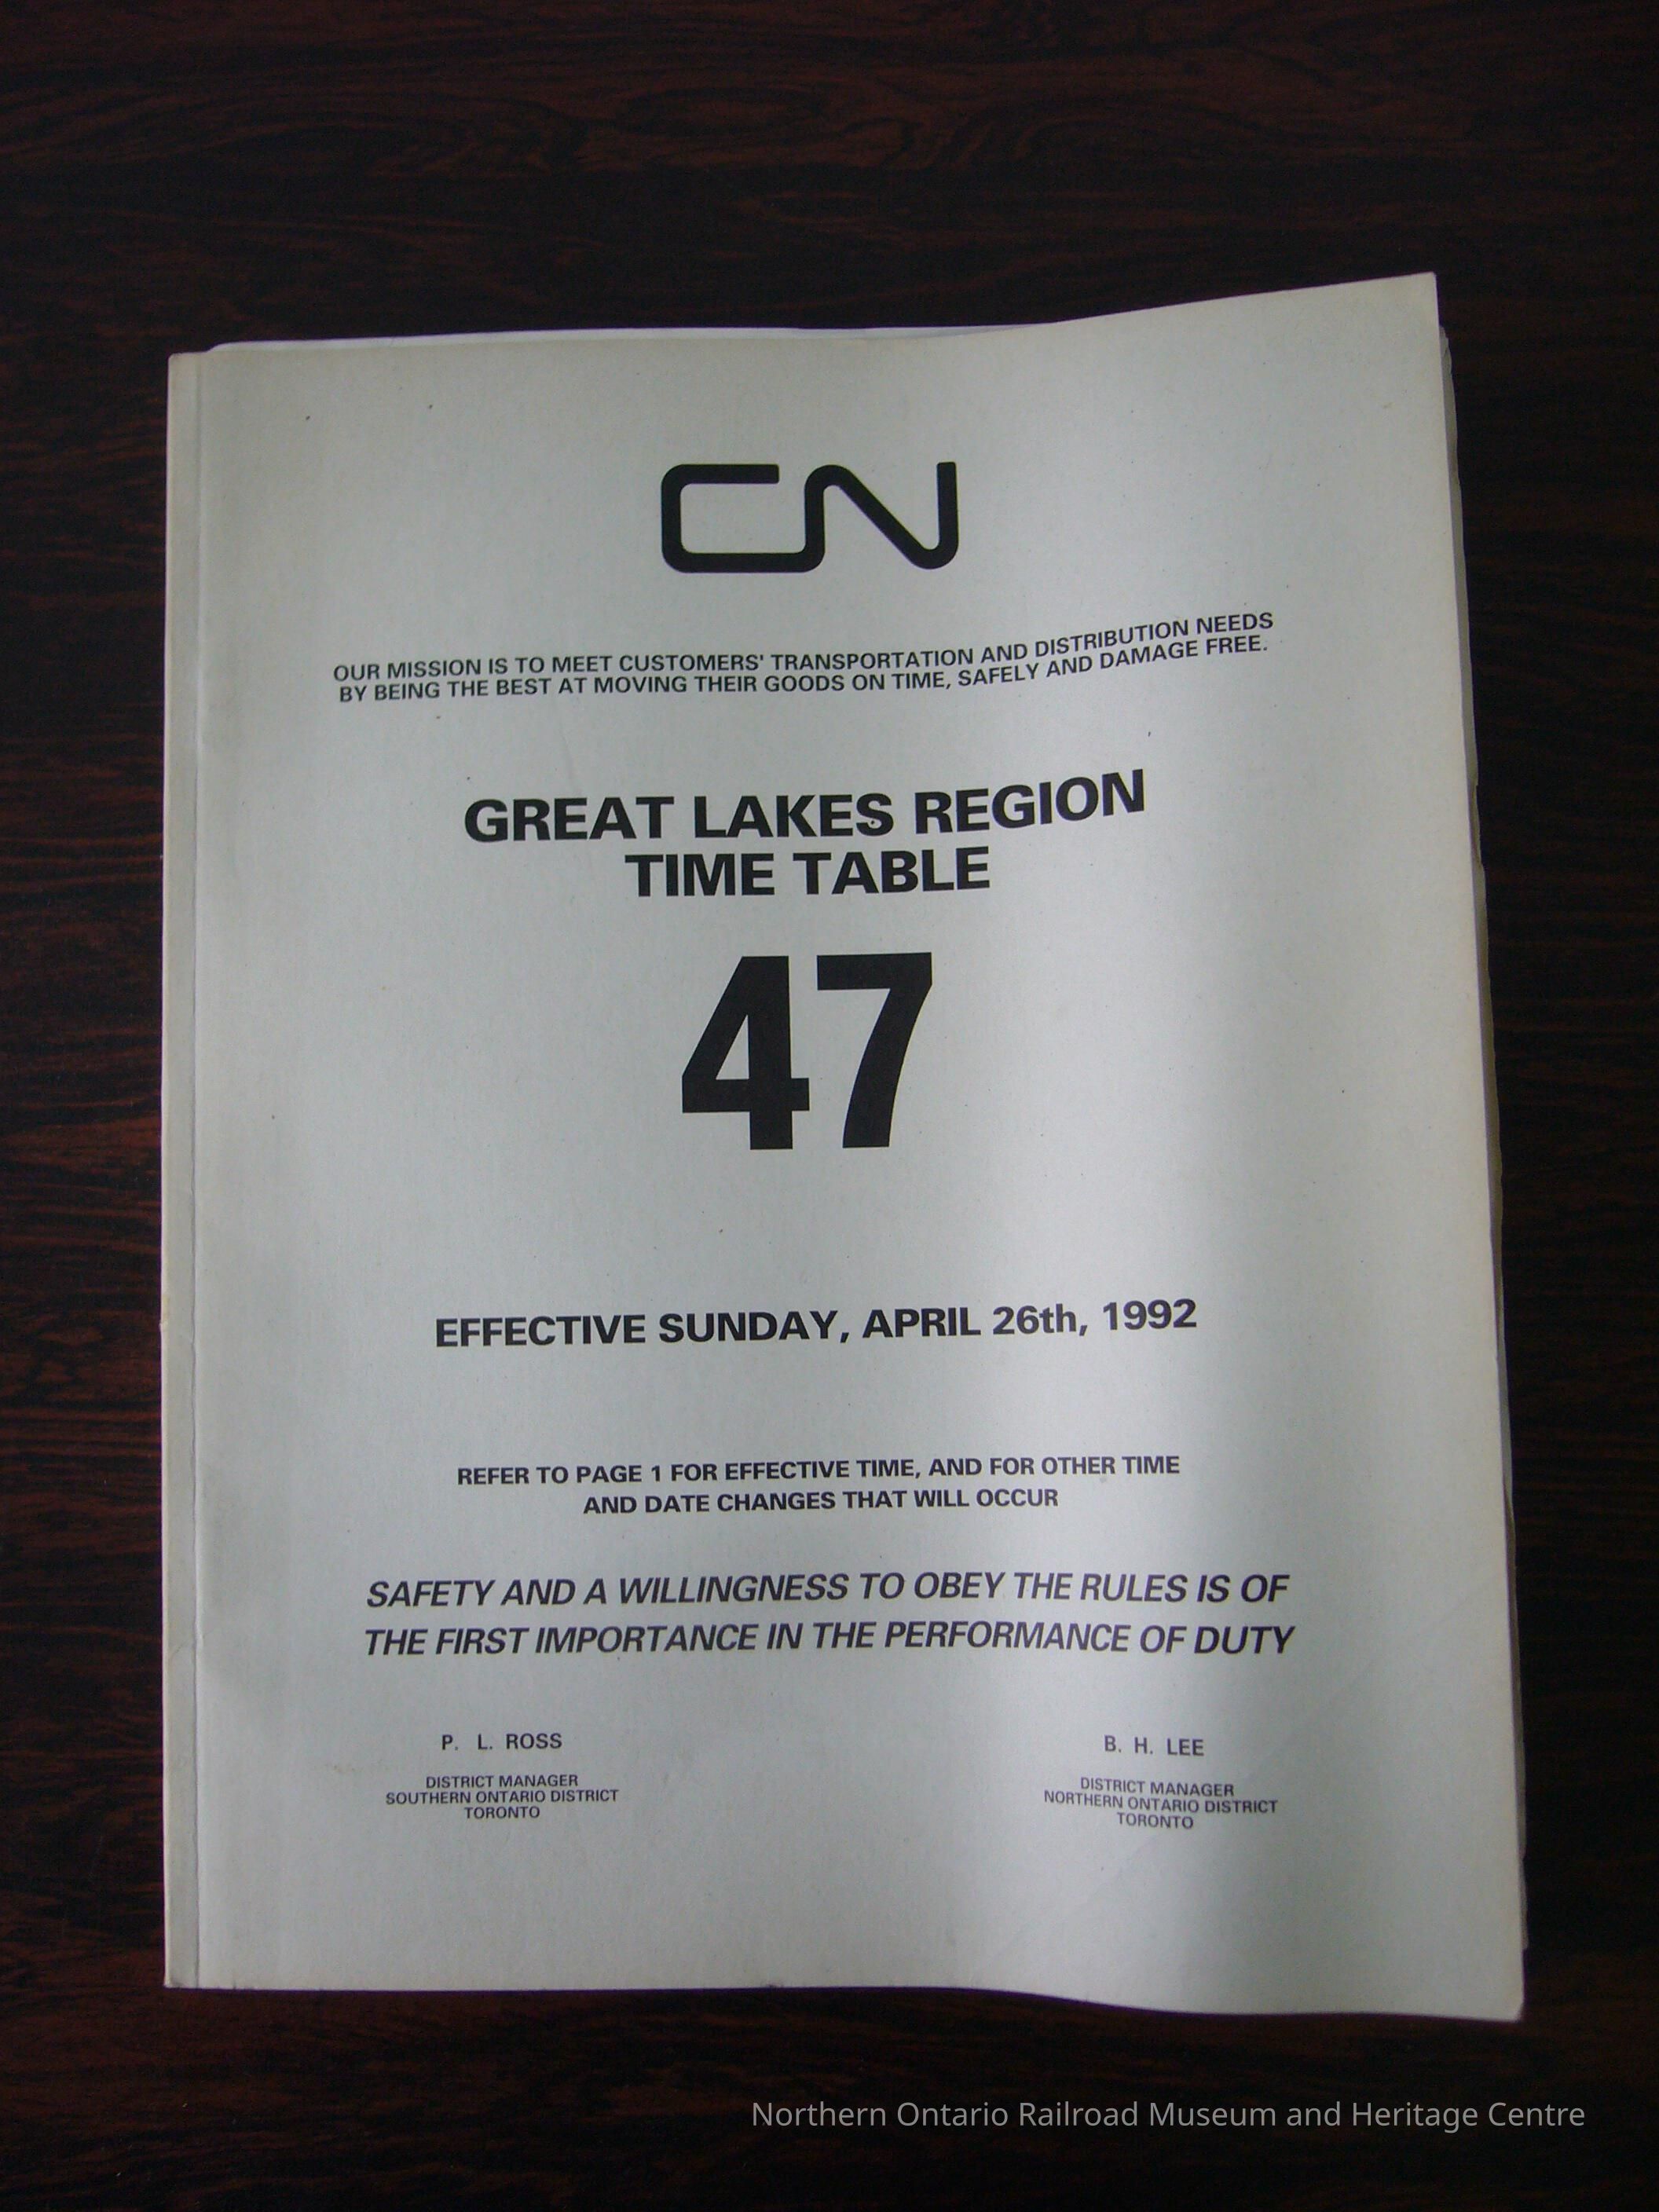 CN
OUR MISSION IS TO MEET CUSTOMERS' TRANSPORTATION AND DISTRIBUTION NEEDS
BY BEING THE BEST AT MOVING THEIR GOODS ON TIME, SAFELY AND DAMAGE FREE.
GREAT LAKES REGION
TIME TABLE
47
EFFECTIVE SUNDAY, APRIL 26th, 1992
REFER TO PAGE 1 FOR EFFECTIVE TIME, AND FOR OTHER TIME
AND DATE CHANGES THAT WILL OCCUR
SAFETY AND A WILLINGNESS TO OBEY THE RULES IS OF
THE FIRST IMPORTANCE IN THE PERFORMANCE OF DUTY
P. L. ROSS
DISTRICT MANAGER
SOUTHERN ONTARIO DISTRICT
TORONTO
B. H. LEE
DISTRICT MANAGER
NORTHERN ONTARIO DISTRICT
TORONTO
Northern Ontario Railroad Museum and Heritage Centre